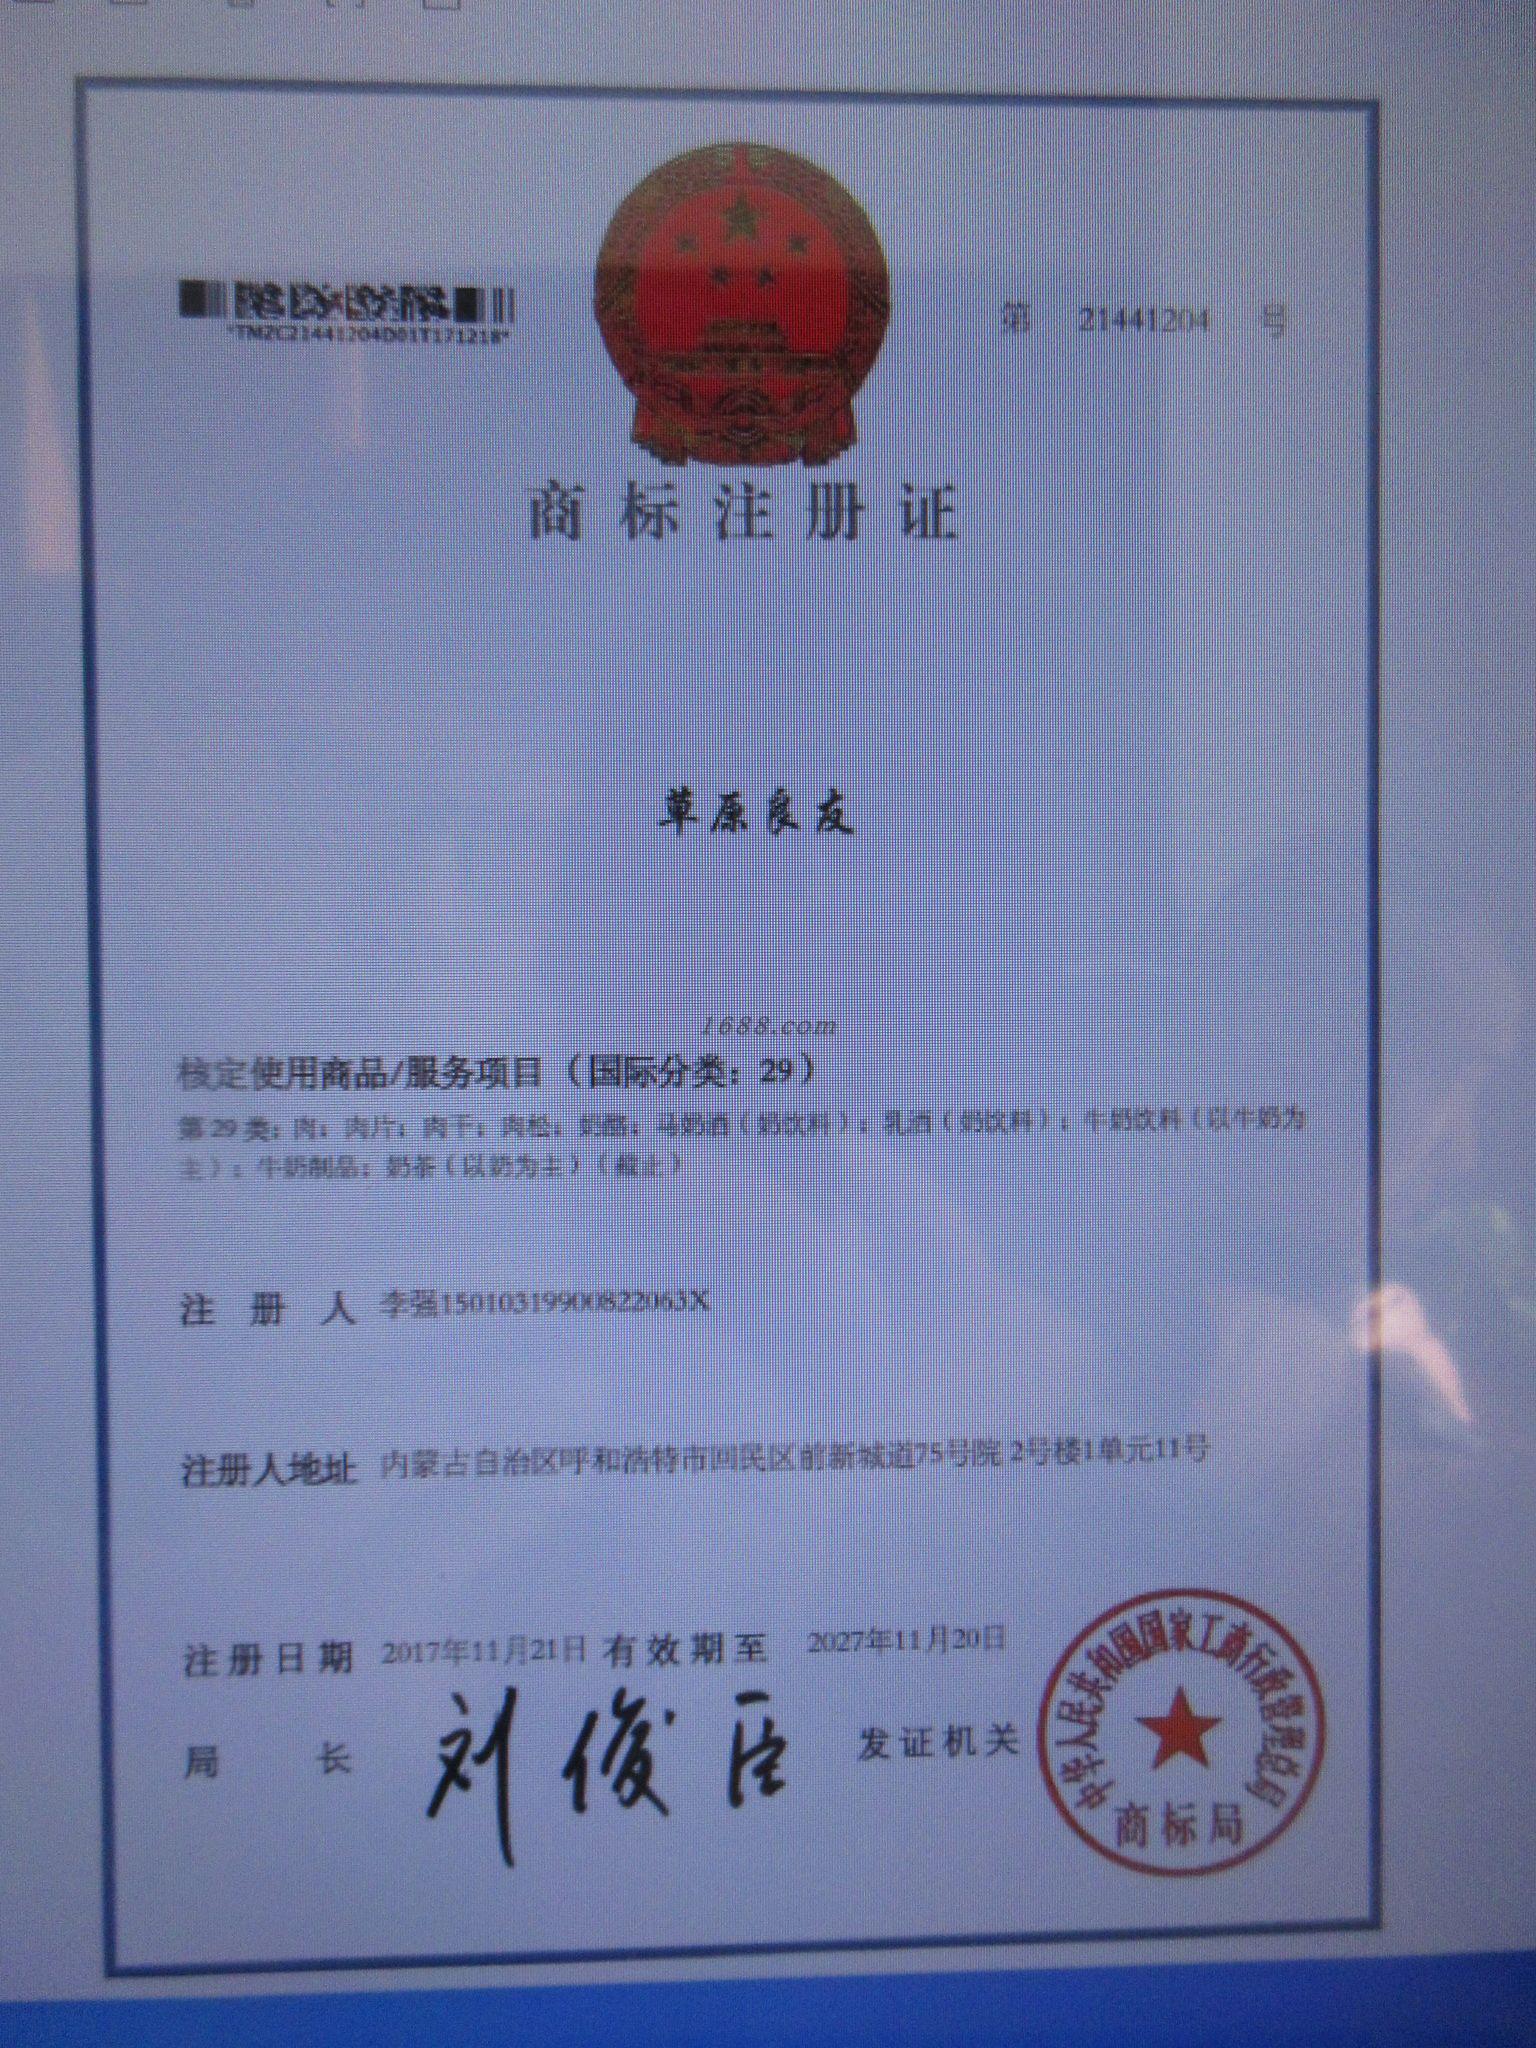 *TMZC21441204D01T171218*
第 21441204 号
商标注册证
草原良友
1688.com
核定使用商品/服务项目（国际分类：29）
第29类：肉；肉片；肉干；肉松；奶酪；马奶酒（奶饮料）；乳酒（奶饮料）；牛奶饮料（以牛奶为
主）；牛奶制品；奶茶（以奶为主）（截止）
注册人 李强15010319900822063X
注册人地址 内蒙古自治区呼和浩特市回民区前新城道75号院 2号楼1单元11号
注册日期 2017年11月21日 有效期至 2027年11月20日
局长 刘俊臣 发证机关
中华人民共和国国家工商行政管理总局
商标局